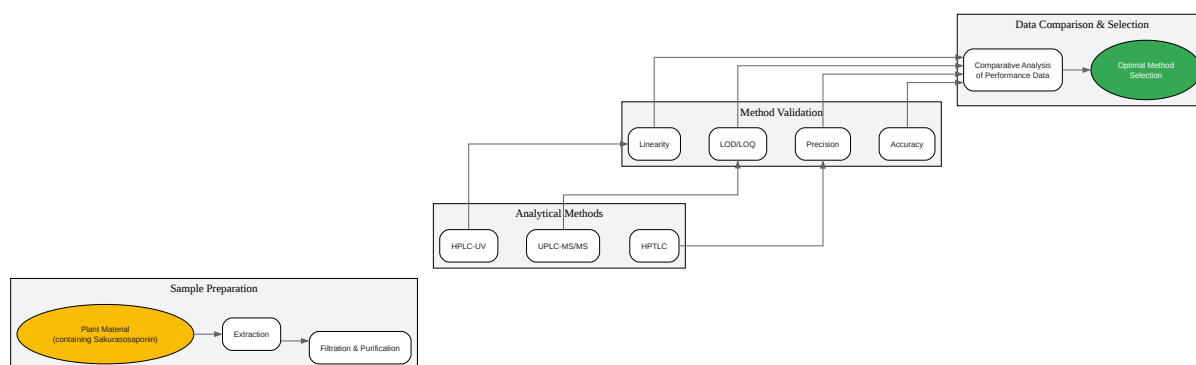 Data Comparison & Selection
Comparative Analysis
of Performance Data
Optimal Method
Selection
Method Validation
Linearity
LOD/LOQ
Precision
Accuracy
Analytical Methods
HPLC-UV
UPLC-MS/MS
HPTLC
Sample Preparation
Plant Material
(containing Sakurasosaponin)
Extraction
Filtration & Purification